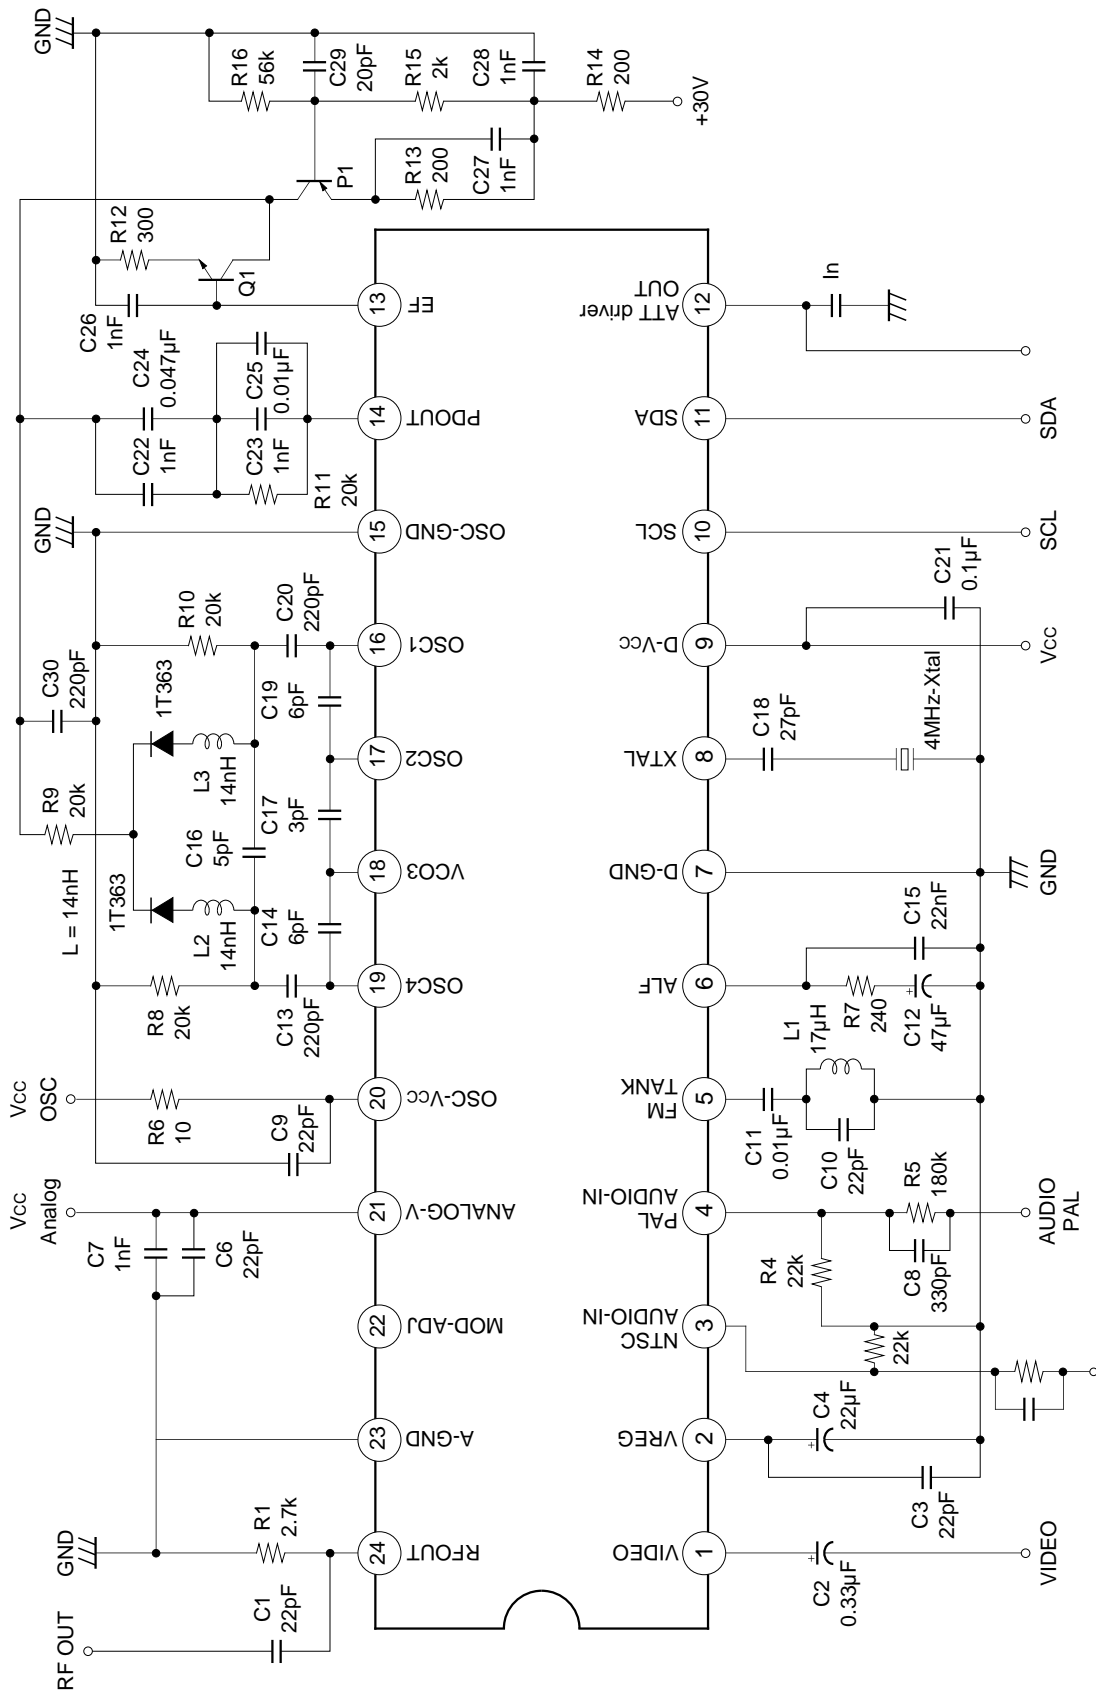 RF OUT
GND
C1
22pF
R1
2.7k
Vcc
Analog
C7
1nF
C6
22pF
Vcc
OSC
R6
10
C9
22pF
L = 14nH
R8
20k
1T363
L2
14nH
C13
220pF
C14
6pF
R9
20k
C16
5pF
C17
3pF
1T363
L3
14nH
C30
220pF
C19
6pF
R10
20k
C20
220pF
GND
C22
1nF
C24
0.047µF
C23
1nF
C25
0.01µF
R11
20k
C26
1nF
R12
300
Q1
P1
GND
R16
56k
C29
20pF
R15
2k
C28
1nF
R14
200
R13
200
C27
1nF
+30V
24
RFOUT
23
A-GND
22
MOD-ADJ
21
ANALOG-V
20
OSC-Vcc
19
OSC4
18
VCO3
17
OSC2
16
OSC1
15
OSC-GND
14
PDOUT
13
EF
VIDEO
1
VREG
2
NTSC
AUDIO-IN
3
PAL
AUDIO-IN
4
FM
TANK
5
ALF
6
D-GND
7
XTAL
8
D-Vcc
9
SCL
10
SDA
11
ATT driver
OUT
12
C2
0.33µF
VIDEO
C3
22pF
C4
22µF
22k
R4
22k
C8
330pF
R5
180k
AUDIO
PAL
C11
0.01µF
C10
22pF
L1
17µH
R7
240
C12
47µF
C15
22nF
GND
C18
27pF
4MHz-Xtal
Vcc
C21
0.1µF
SCL
SDA
In